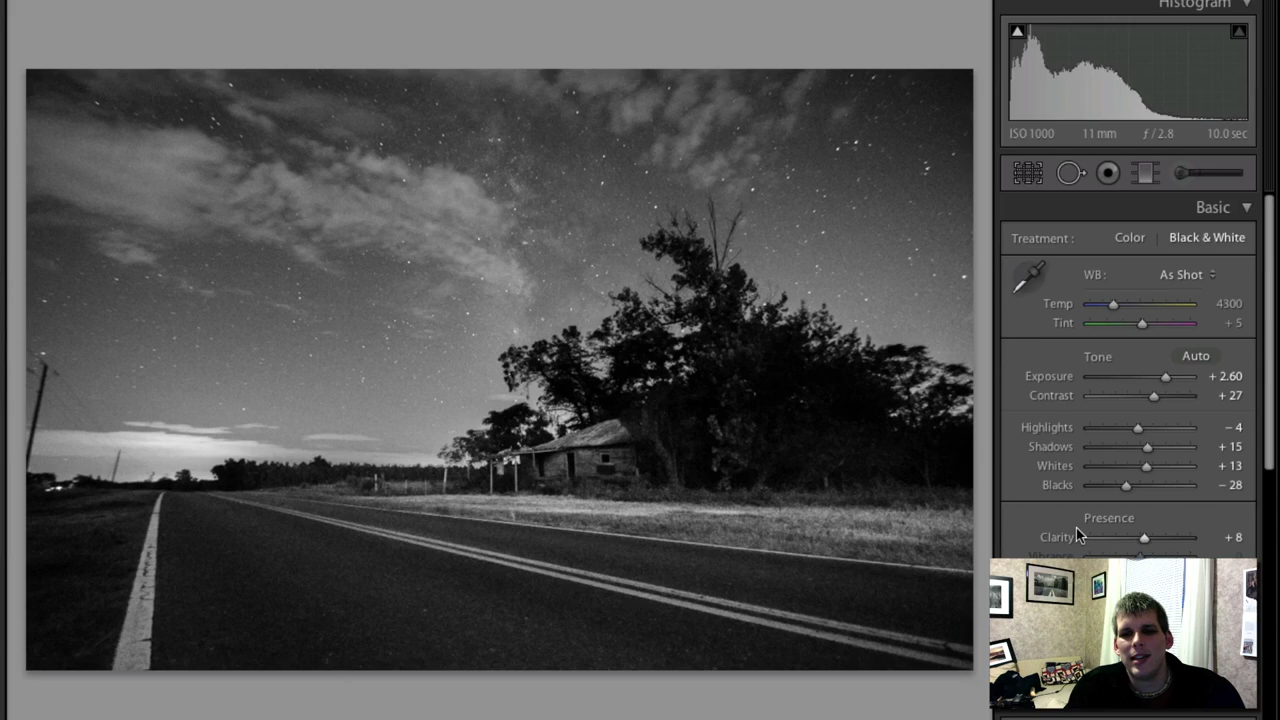 Histogram
ISO 1000 11 mm ƒ / 2.8 10.0 sec
Basic
Treatment : Color Black & White
WB : As Shot
Temp 4300
Tint + 5
Tone Auto
Exposure + 2.60
Contrast + 27
Highlights − 4
Shadows + 15
Whites + 13
Blacks − 28
Presence
Clarity + 8
Vibrance 0